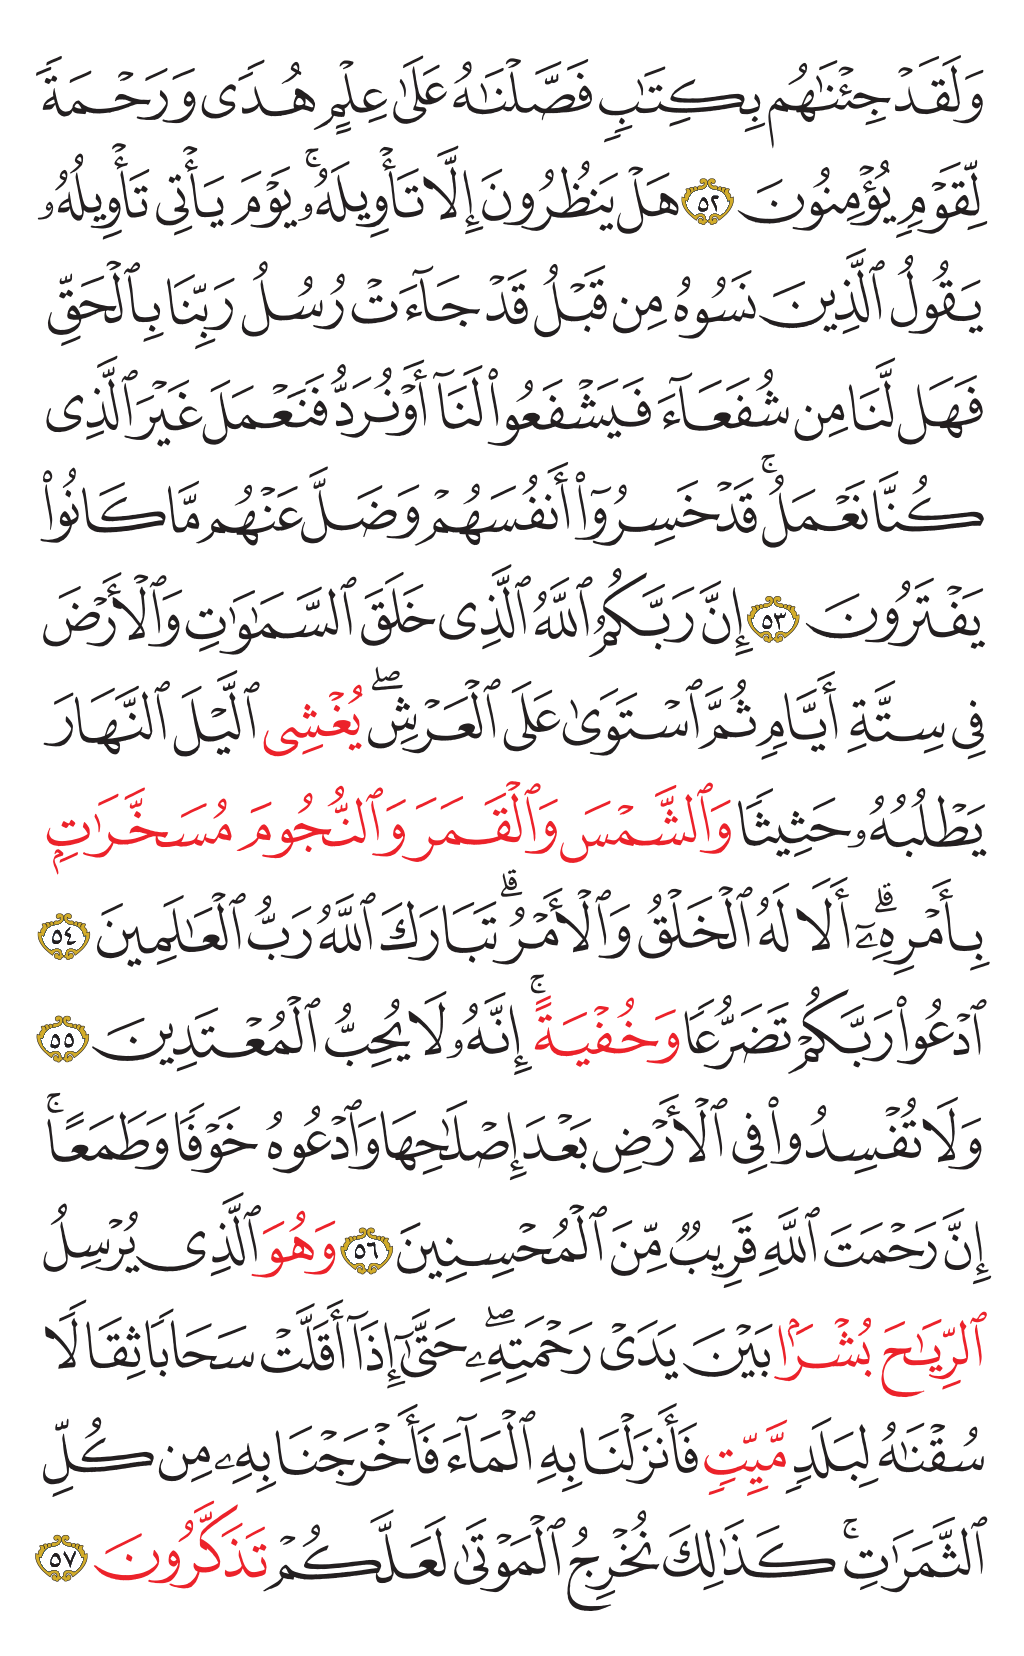 وَلَقَدْ جِئْنَٰهُم بِكِتَٰبٍ فَصَّلْنَٰهُ عَلَىٰ عِلْمٍ هُدًى وَرَحْمَةً
لِّقَوْمٍ يُؤْمِنُونَ ٥٢ هَلْ يَنظُرُونَ إِلَّا تَأْوِيلَهُۥ ۚ يَوْمَ يَأْتِى تَأْوِيلُهُۥ
يَقُولُ ٱلَّذِينَ نَسُوهُ مِن قَبْلُ قَدْ جَآءَتْ رُسُلُ رَبِّنَا بِٱلْحَقِّ
فَهَل لَّنَا مِن شُفَعَآءَ فَيَشْفَعُوا۟ لَنَآ أَوْ نُرَدُّ فَنَعْمَلَ غَيْرَ ٱلَّذِى
كُنَّا نَعْمَلُ ۚ قَدْ خَسِرُوٓا۟ أَنفُسَهُمْ وَضَلَّ عَنْهُم مَّا كَانُوا۟
يَفْتَرُونَ ٥٣ إِنَّ رَبَّكُمُ ٱللَّهُ ٱلَّذِى خَلَقَ ٱلسَّمَٰوَٰتِ وَٱلْأَرْضَ
فِى سِتَّةِ أَيَّامٍ ثُمَّ ٱسْتَوَىٰ عَلَى ٱلْعَرْشِ ۖ يُغْشِى ٱلَّيْلَ ٱلنَّهَارَ
يَطْلُبُهُۥ حَثِيثًا وَٱلشَّمْسَ وَٱلْقَمَرَ وَٱلنُّجُومَ مُسَخَّرَٰتٍۭ
بِأَمْرِهِۦٓ ۗ أَلَا لَهُ ٱلْخَلْقُ وَٱلْأَمْرُ ۗ تَبَارَكَ ٱللَّهُ رَبُّ ٱلْعَٰلَمِينَ ٥٤
ٱدْعُوا۟ رَبَّكُمْ تَضَرُّعًا وَخُفْيَةً ۚ إِنَّهُۥ لَا يُحِبُّ ٱلْمُعْتَدِينَ ٥٥
وَلَا تُفْسِدُوا۟ فِى ٱلْأَرْضِ بَعْدَ إِصْلَٰحِهَا وَٱدْعُوهُ خَوْفًا وَطَمَعًا ۚ
إِنَّ رَحْمَتَ ٱللَّهِ قَرِيبٌ مِّنَ ٱلْمُحْسِنِينَ ٥٦ وَهُوَ ٱلَّذِى يُرْسِلُ
ٱلرِّيَٰحَ بُشْرًۢا بَيْنَ يَدَىْ رَحْمَتِهِۦ ۖ حَتَّىٰٓ إِذَآ أَقَلَّتْ سَحَابًا ثِقَالًا
سُقْنَٰهُ لِبَلَدٍ مَّيِّتٍ فَأَنزَلْنَا بِهِ ٱلْمَآءَ فَأَخْرَجْنَا بِهِۦ مِن كُلِّ
ٱلثَّمَرَٰتِ ۚ كَذَٰلِكَ نُخْرِجُ ٱلْمَوْتَىٰ لَعَلَّكُمْ تَذَكَّرُونَ ٥٧